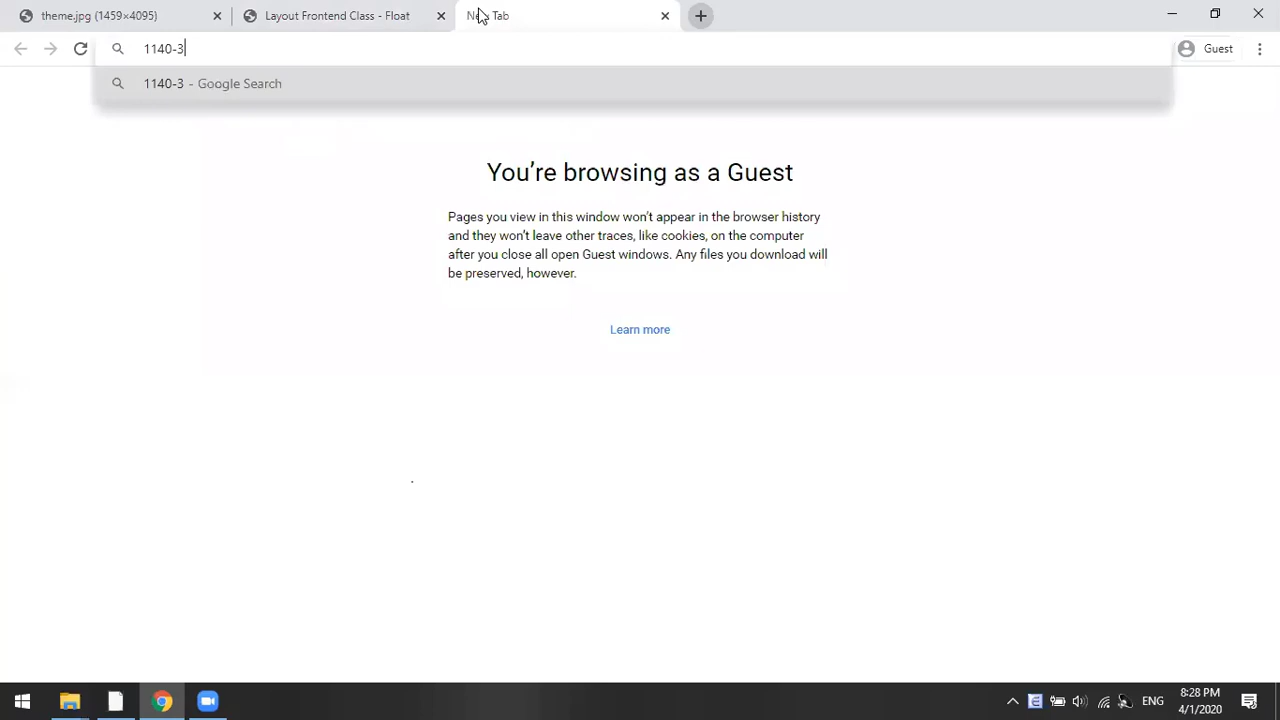 theme.jpg (1459×4095)
Layout Frontend Class - Float
Tab
1140-3
Guest
1140-3 - Google Search
You're browsing as a Guest
Pages you view in this window won't appear in the browser history
and they won't leave other traces, like cookies, on the computer
after you close all open Guest windows. Any files you download will
be preserved, however.
Learn more
ENG
8:28 PM
4/1/2020